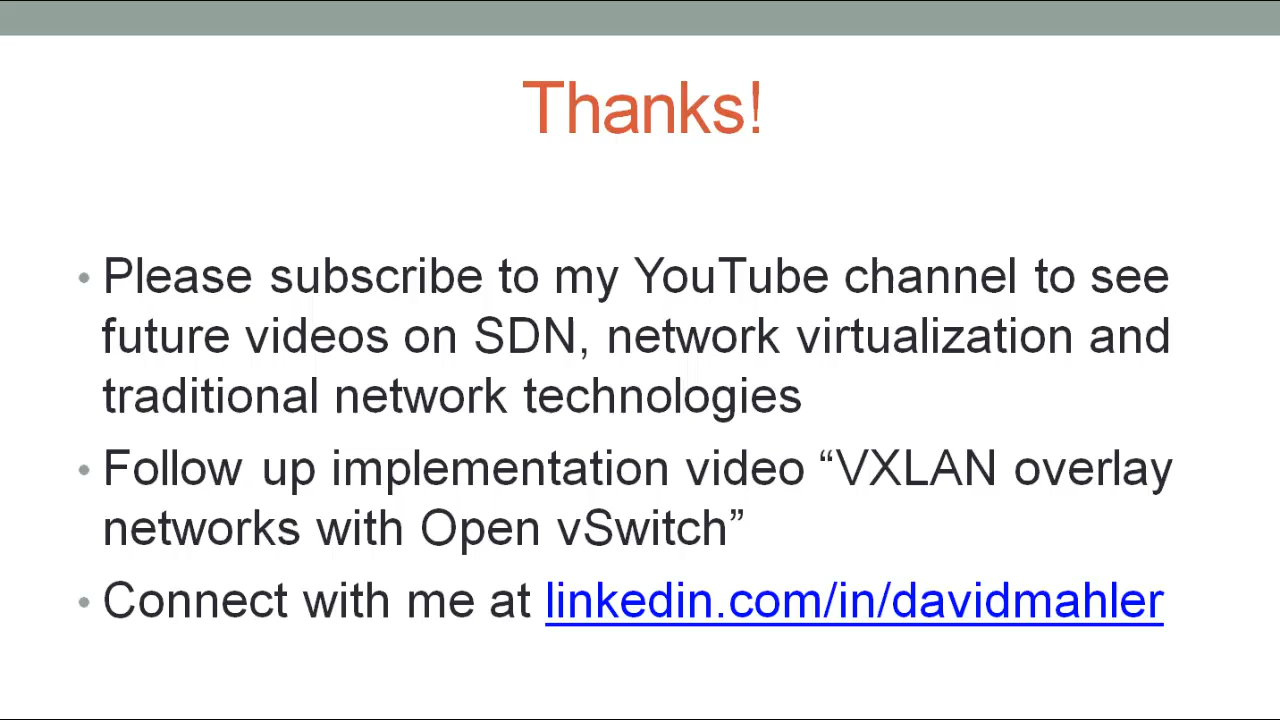 Thanks!
• Please subscribe to my YouTube channel to see
future videos on SDN, network virtualization and
traditional network technologies
• Follow up implementation video “VXLAN overlay
networks with Open vSwitch”
• Connect with me at linkedin.com/in/davidmahler